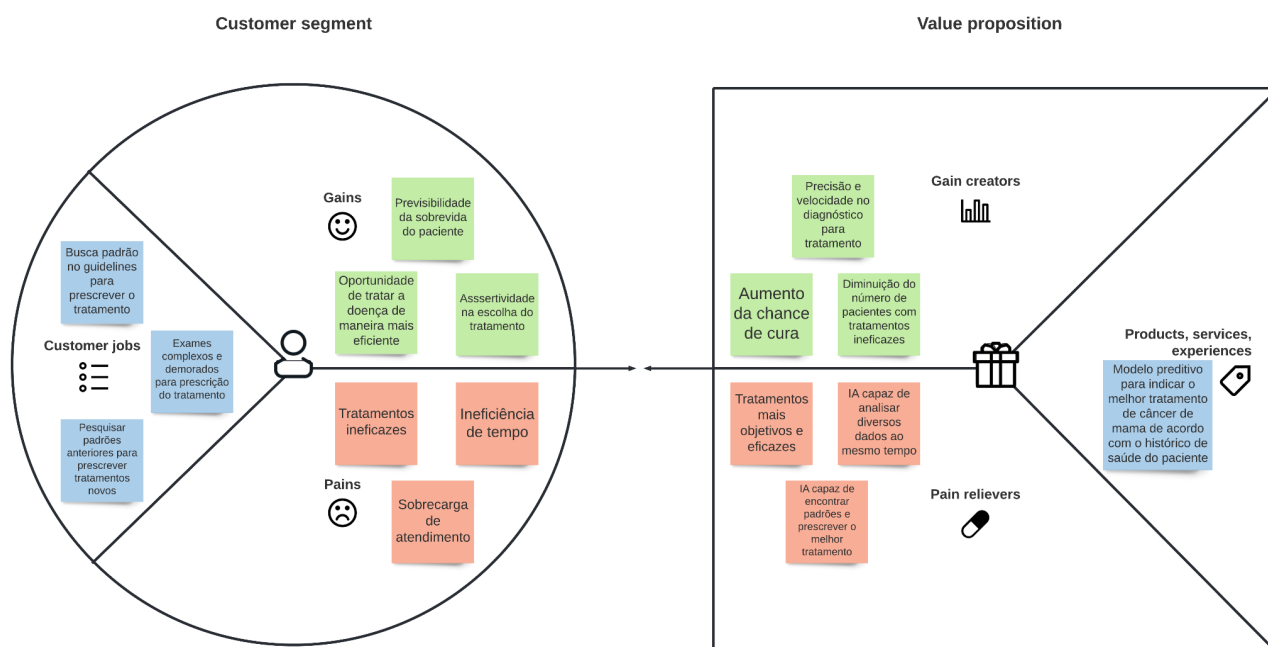 Customer segment
Value proposition
Gains
Previsibilidade
da sobrevida
do paciente
Oportunidade
de tratar a
doença de
maneira mais
eficiente
Asssertividade
na escolha do
tratamento
Busca padrão
no guidelines
para
prescrever o
tratamento
Customer jobs
Exames
complexos e
demorados
para prescrição
do tratamento
Pesquisar
padrões
anteriores para
prescrever
tratamentos
novos
Tratamentos
ineficazes
Ineficiência
de tempo
Pains
Sobrecarga
de
atendimento
Precisão e
velocidade no
diagnóstico
para
tratamento
Gain creators
Aumento
da chance
de cura
Diminuição do
número de
pacientes com
tratamentos
ineficazes
Products, services,
experiences
Modelo preditivo
para indicar o
melhor tratamento
de câncer de
mama de acordo
com o histórico de
saúde do paciente
Tratamentos
mais
objetivos e
eficazes
IA capaz de
analisar
diversos
dados ao
mesmo tempo
IA capaz de
encontrar
padrões e
prescrever o
melhor
tratamento
Pain relievers